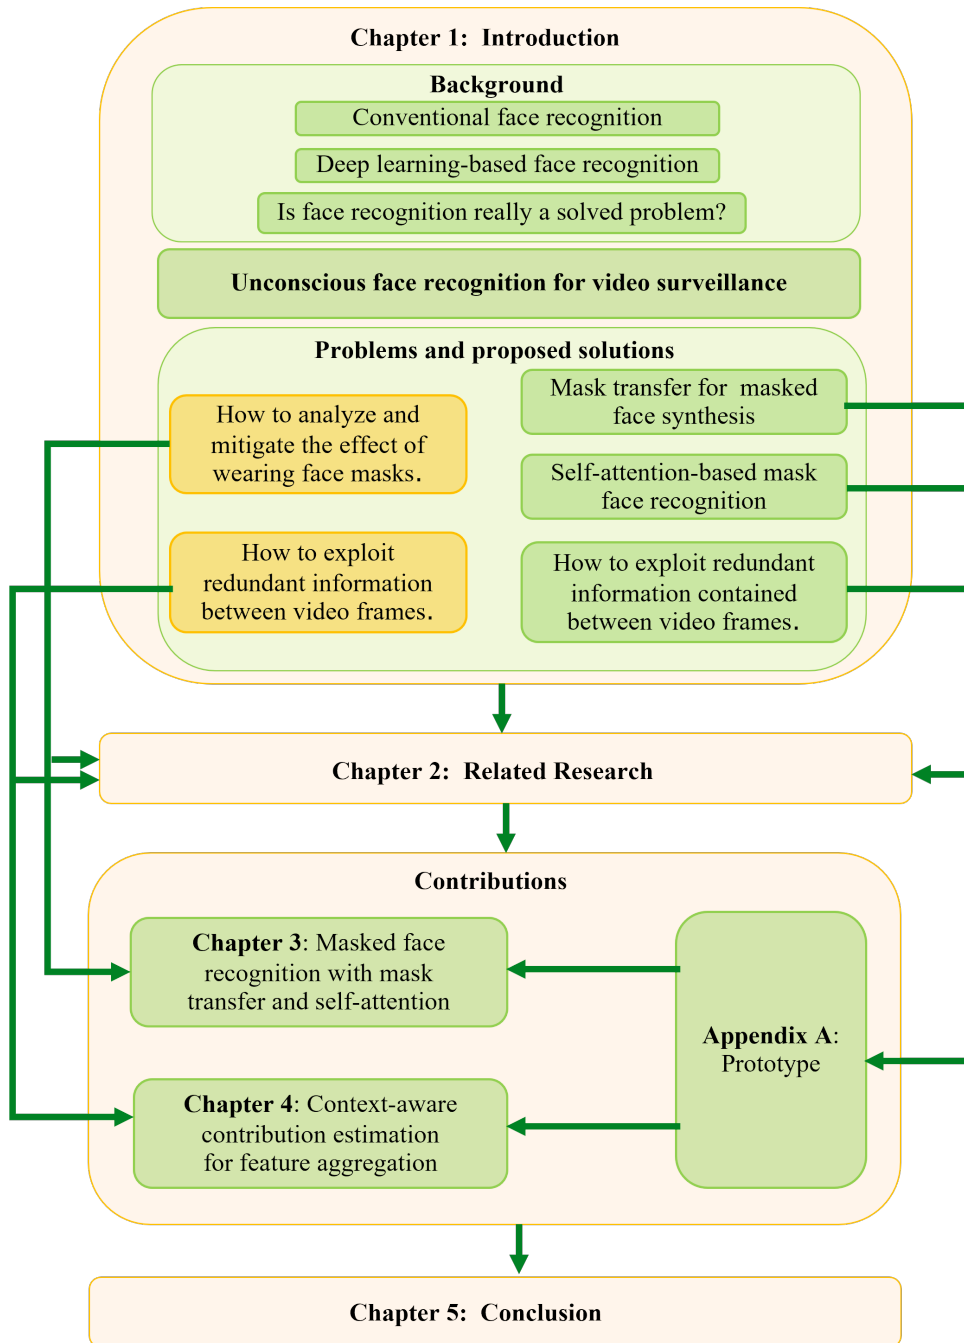 Chapter 1: Introduction
Background
Conventional face recognition
Deep learning-based face recognition
Is face recognition really a solved problem?
Unconscious face recognition for video surveillance
Problems and proposed solutions
How to analyze and
mitigate the effect of
wearing face masks.
How to exploit
redundant information
between video frames.
Mask transfer for masked
face synthesis
Self-attention-based mask
face recognition
How to exploit redundant
information contained
between video frames.
Chapter 2: Related Research
Contributions
Chapter 3: Masked face
recognition with mask
transfer and self-attention
Chapter 4: Context-aware
contribution estimation
for feature aggregation
Appendix A:
Prototype
Chapter 5: Conclusion